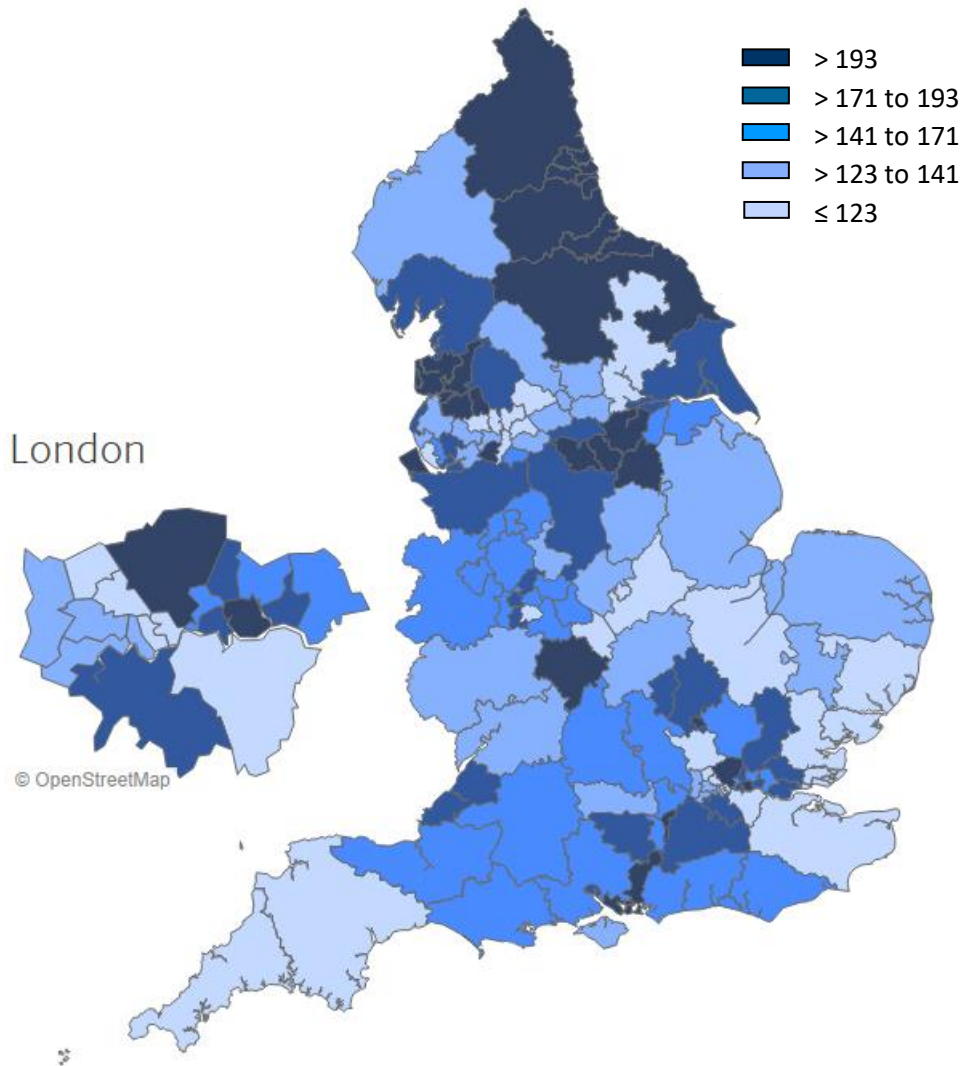 > 193
> 171 to 193
> 141 to 171
> 123 to 141
≤ 123
London
© OpenStreetMap